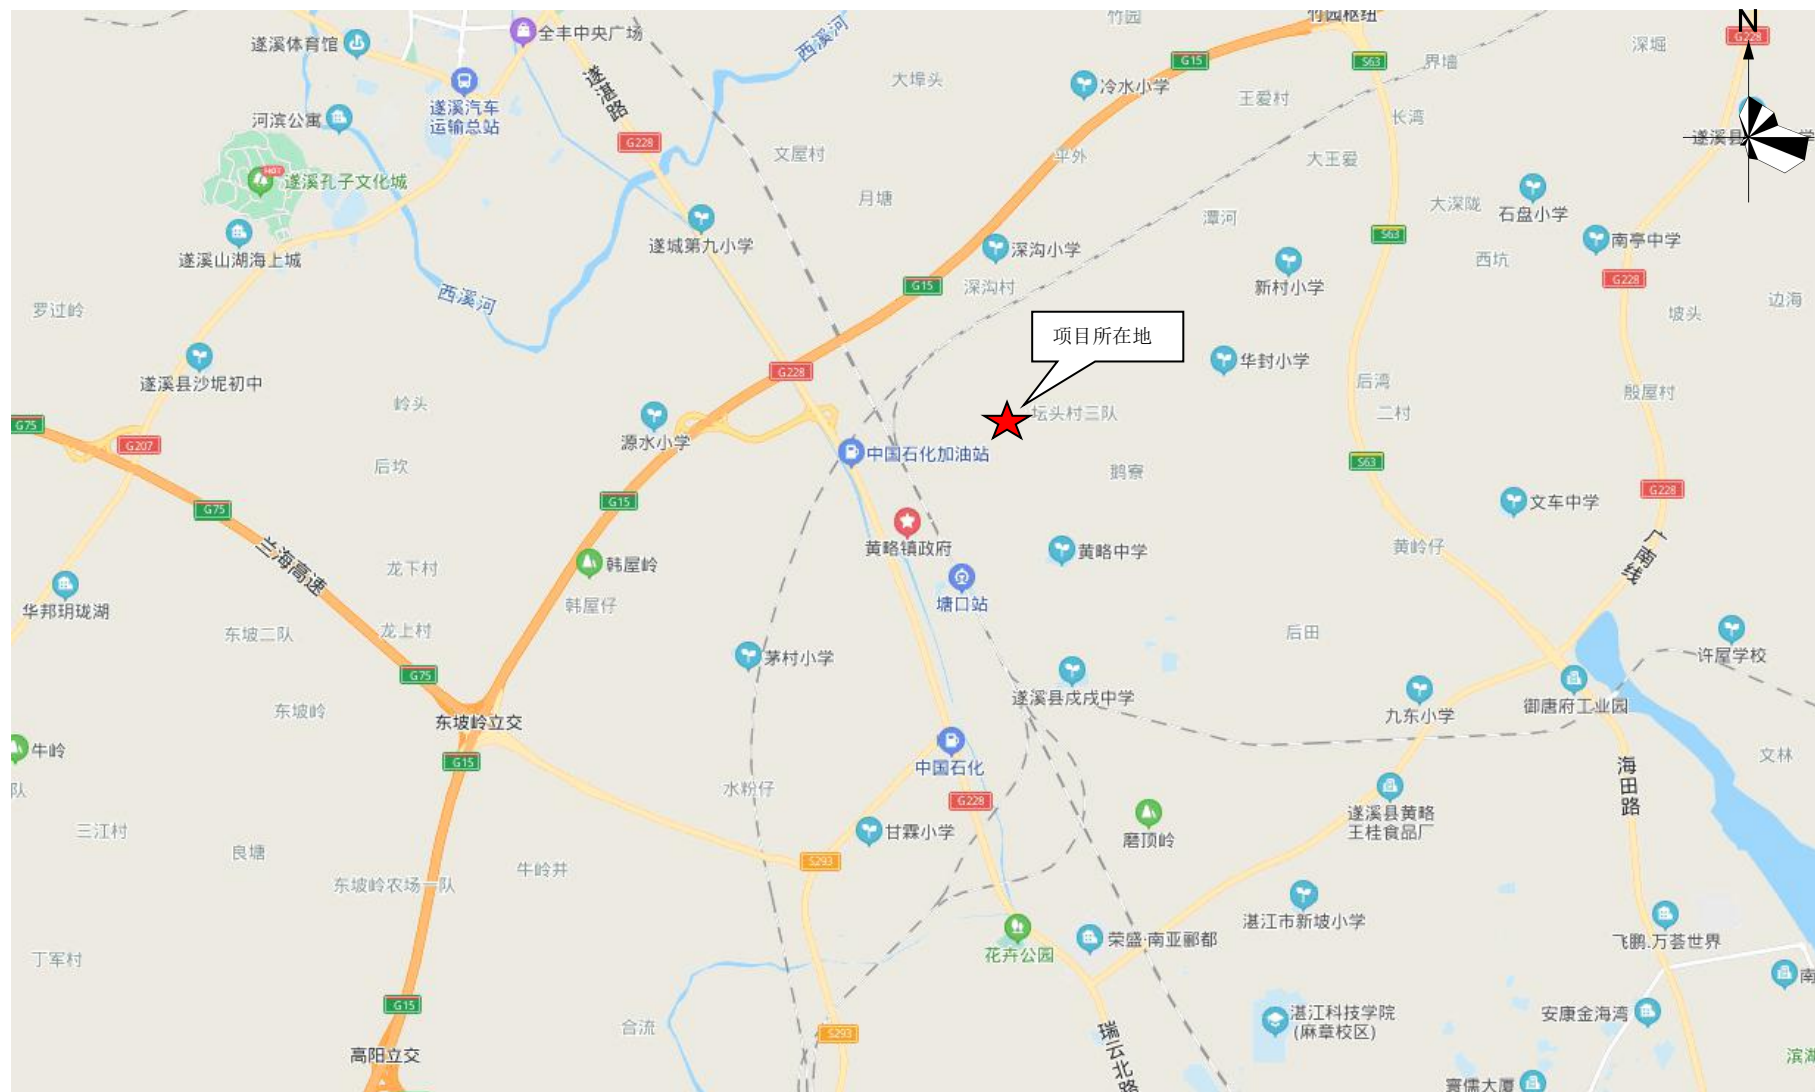 竹园
竹园枢纽
N
遂溪体育馆
全丰中央广场
西溪河
G15
S63
界墙
深堀
G228
遂湛路
大埠头
冷水小学
王爱村
长湾
遂溪汽车
运输总站
河滨公寓
G228
文屋村
平外
大王爱
遂溪县
学
HOT
遂溪孔子文化城
月塘
潭河
大深陇
石盘小学
遂溪山湖海上城
遂城第九小学
深沟小学
S63
南亭中学
西坑
G15
深沟村
新村小学
G228
边海
西溪河
罗过岭
坡头
项目所在地
遂溪县沙坭初中
G228
华封小学
后湾
殷屋村
岭头
坛头村三队
二村
G75
G207
源水小学
中国石化加油站
后坎
鹅寮
S63
G228
G75
G15
文车中学
兰海高速
黄略镇政府
黄略中学
黄岭仔
广南线
龙下村
韩屋岭
华邦玥珑湖
韩屋仔
塘口站
东坡二队
龙上村
后田
茅村小学
许屋学校
G75
遂溪县戍戌中学
东坡岭
东坡岭立交
九东小学
御唐府工业园
牛岭
G15
中国石化
文林
队
水粉仔
G228
海田路
三江村
甘霖小学
磨顶岭
遂溪县黄略
王桂食品厂
良塘
牛岭井
S293
东坡岭农场一队
湛江市新坡小学
丁军村
花卉公园
荣盛·南亚郦都
飞鹏.万荟世界
南
G15
合流
S293
湛江科技学院
(麻章校区)
安康金海湾
高阳立交
瑞云北路
滨湖
寰儒大厦